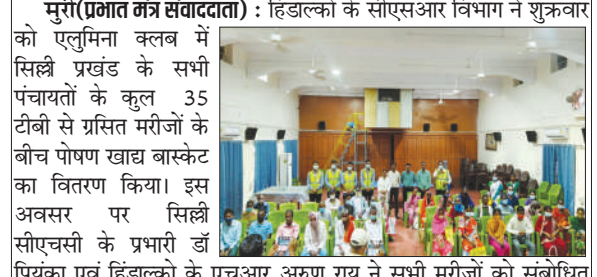 मुरी(प्रभात मंत्र संवाददाता) : हिंडाल्को के सीएसआर विभाग ने शुक्रवार
को एलुमिना क्लब में
सिल्ली प्रखंड के सभी
पंचायतों के कुल 35
टीबी से ग्रसित मरीजों के
बीच पोषण खाद्य बास्केट
का वितरण किया। इस
अवसर पर सिल्ली
सीएचसी के प्रभारी डॉ
प्रियंका एवं हिंडाल्को के एचआर अरुण राय ने सभी मरीजों को संबोधित